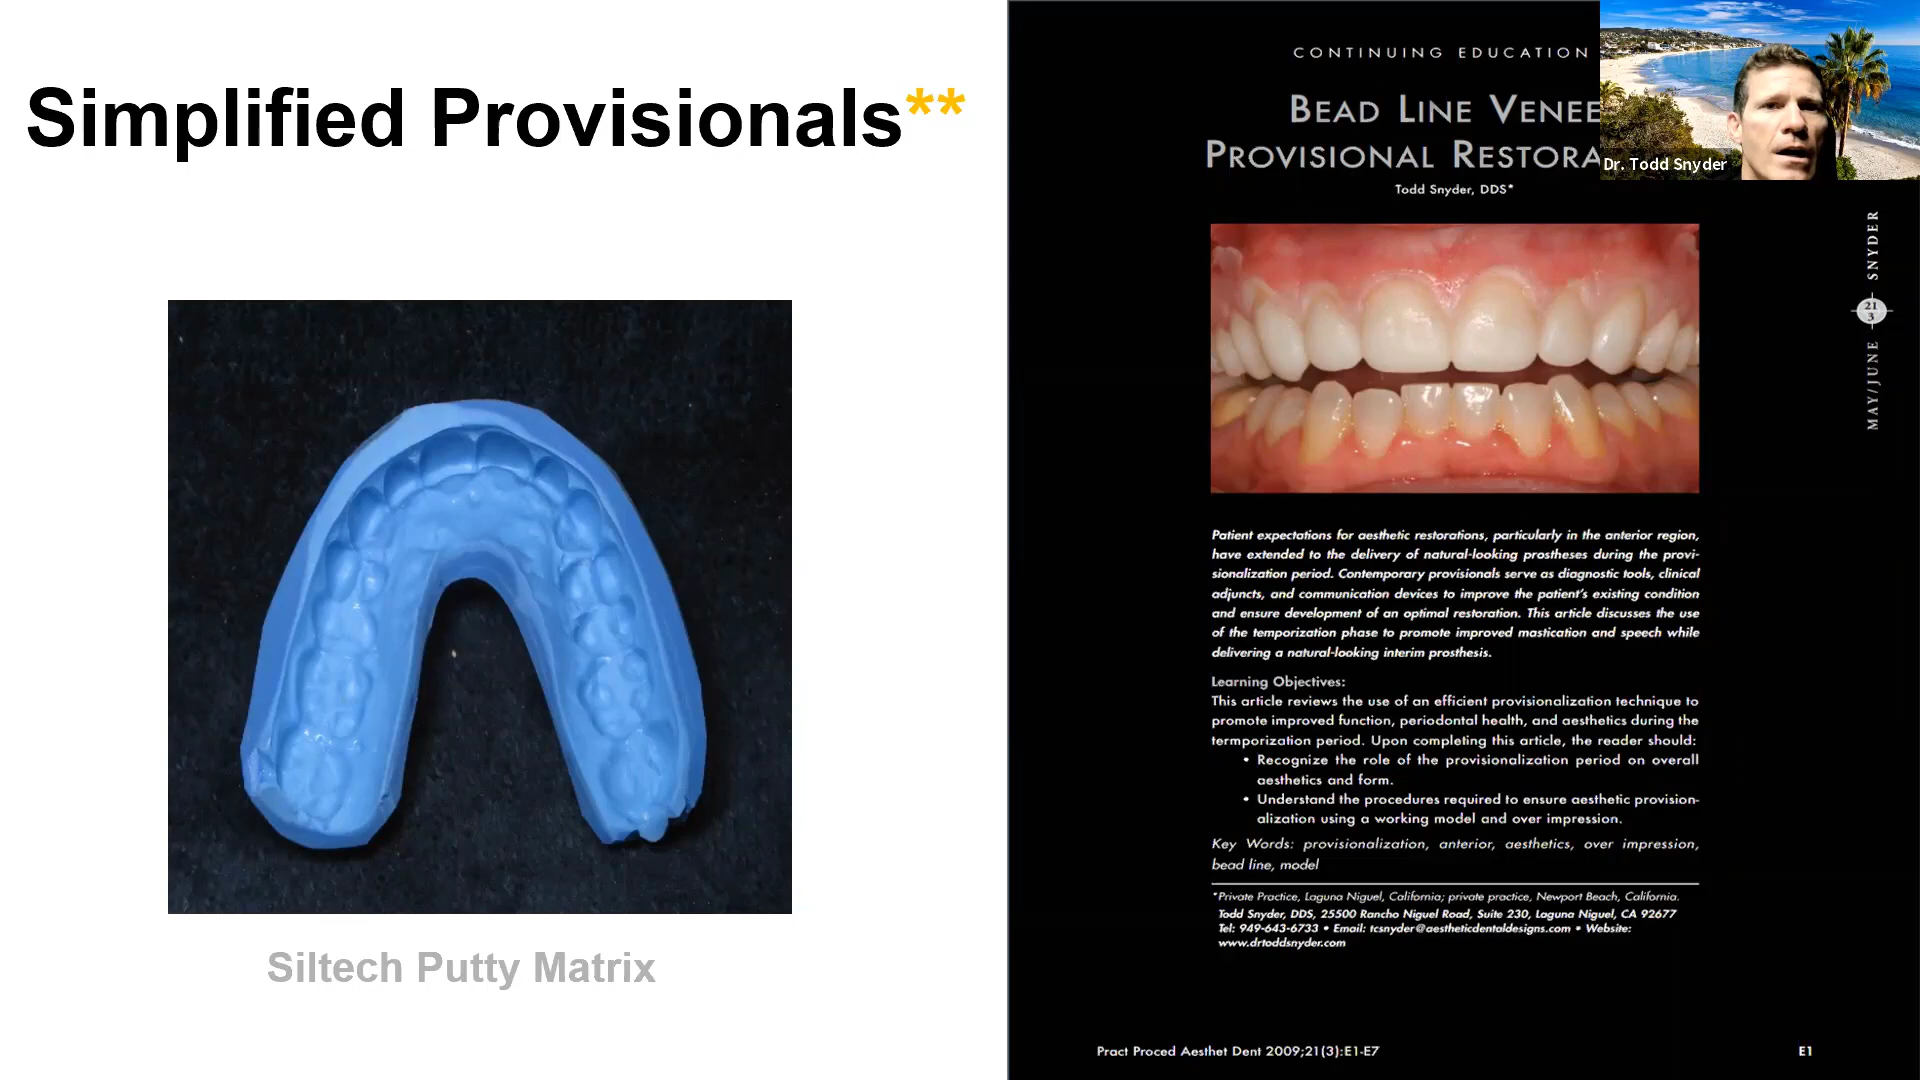 Simplified Provisionals**
Siltech Putty Matrix
CONTINUING EDUCATION
BEAD LINE VENEE
PROVISIONAL RESTORA
Todd Snyder, DDS*
Dr. Todd Snyder
MAY/JUNE 21 3 SNYDER
Patient expectations for aesthetic restorations, particularly in the anterior region,
have extended to the delivery of natural-looking prostheses during the provi-
sionalization period. Contemporary provisionals serve as diagnostic tools, clinical
adjuncts, and communication devices to improve the patient's existing condition
and ensure development of an optimal restoration. This article discusses the use
of the temporization phase to promote improved mastication and speech while
delivering a natural-looking interim prosthesis.
Learning Objectives:
This article reviews the use of an efficient provisionalization technique to
promote improved function, periodontal health, and aesthetics during the
termporization period. Upon completing this article, the reader should:
• Recognize the role of the provisionalization period on overall
aesthetics and form.
• Understand the procedures required to ensure aesthetic provision-
alization using a working model and over impression.
Key Words: provisionalization, anterior, aesthetics, over impression,
bead line, model
*Private Practice, Laguna Niguel, California; private practice, Newport Beach, California.
Todd Snyder, DDS, 25500 Rancho Niguel Road, Suite 230, Laguna Niguel, CA 92677
Tel: 949-643-6733 • Email: tcsnyder@aestheticdentaldesigns.com • Website:
www.drtoddsnyder.com
Pract Proced Aesthet Dent 2009;21(3):E1-E7
E1